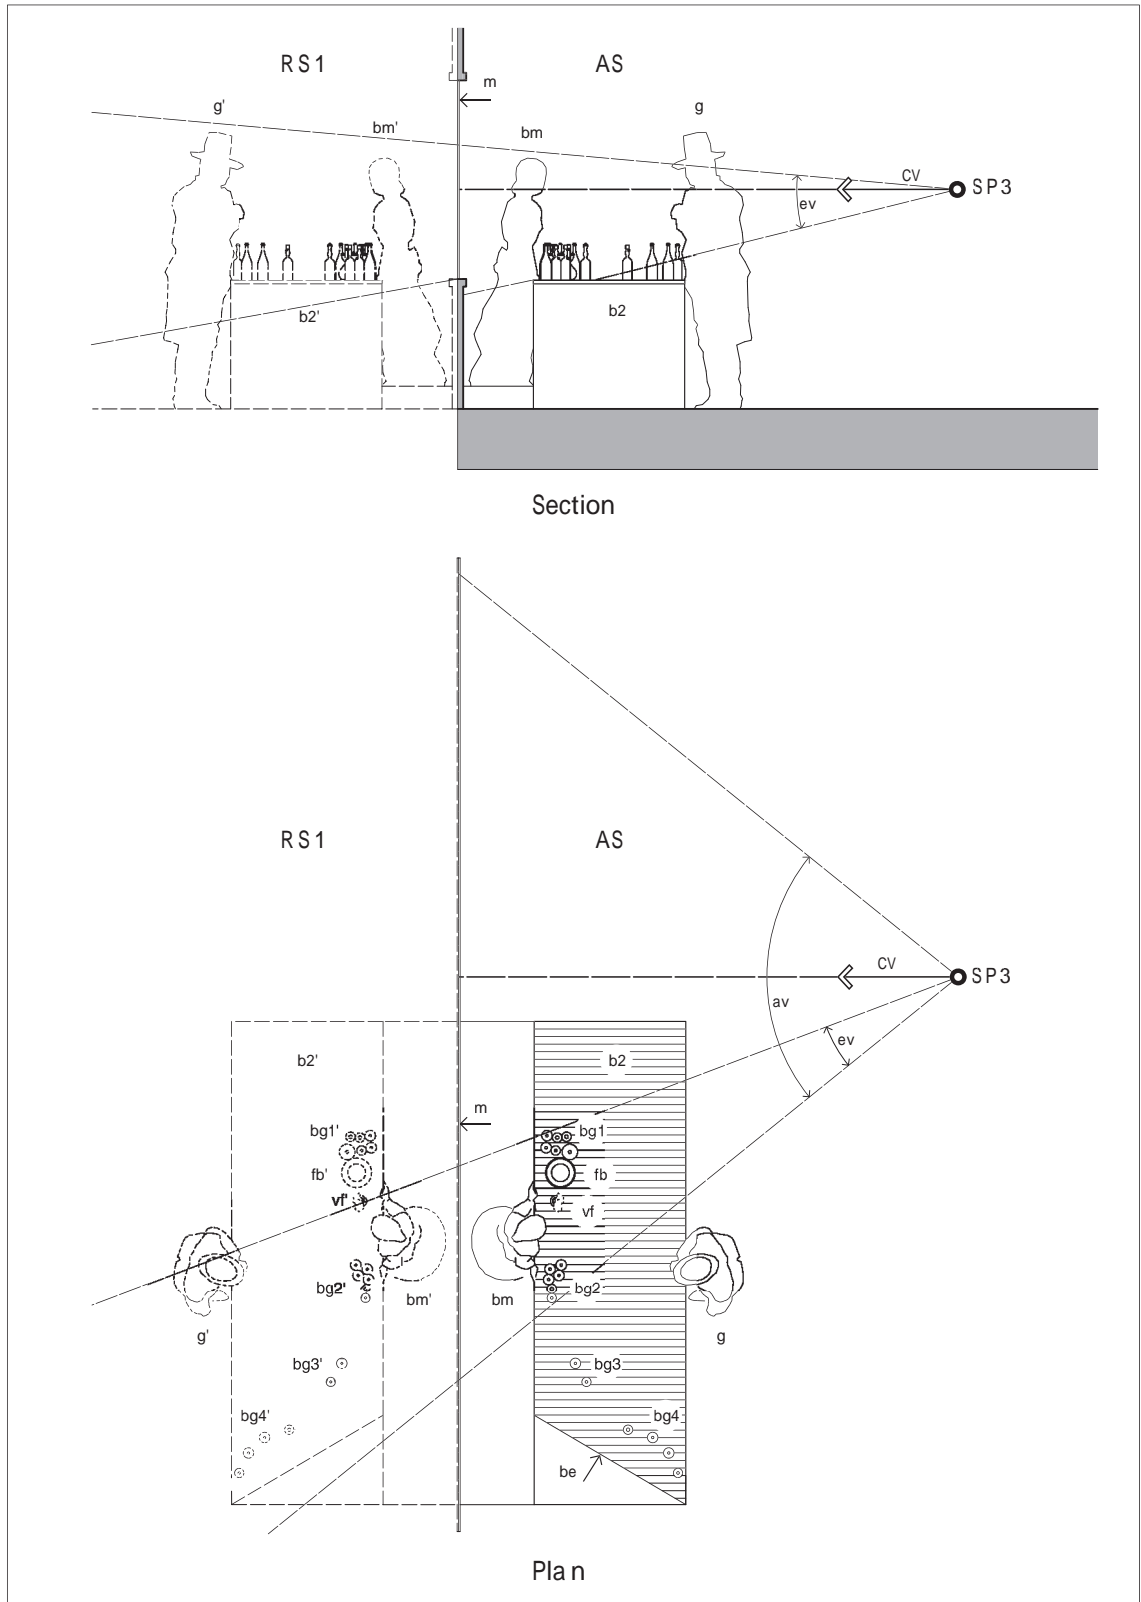 RS1 AS
m
g' g
bm' bm
CV
SP3
ev
b2' b2
Section
RS1 AS
CV
SP3
av
ev
b2' b2
m
bg1' bg1
fb' fb
vf' vf
bg2' bg2
bm' bm
g' g
bg3' bg3
bg4' bg4
be
Plan